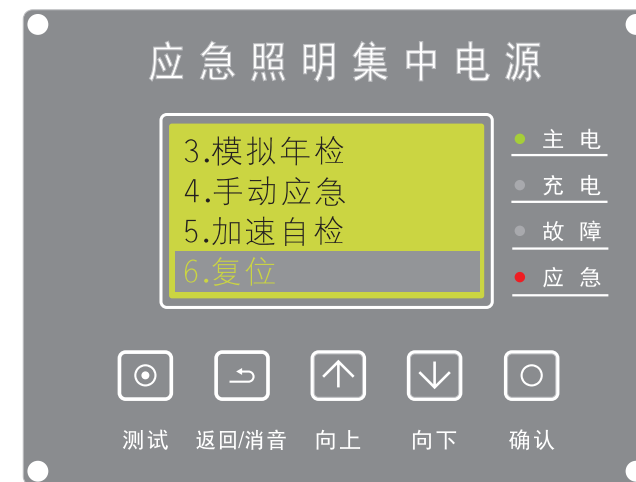 应急照明集中电源
3.模拟年检
4.手动应急
5.加速自检
6.复位
主电
充电
故障
应急
测试 返回/消音 向上 向下 确认